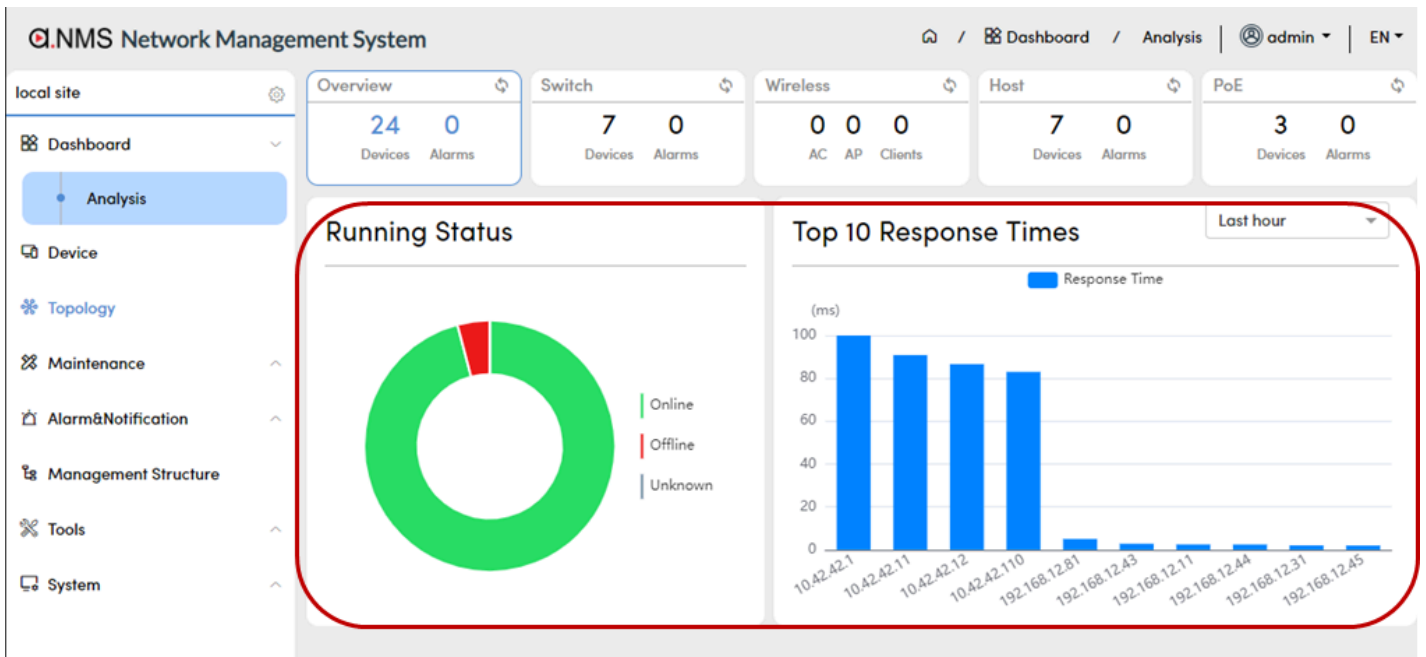 a.NMS Network Management System
/ Dashboard / Analysis | admin | EN
local site
Dashboard
Analysis
Device
Topology
Maintenance
Alarm&Notification
Management Structure
Tools
System
Overview
24 0
Devices Alarms
Switch
7 0
Devices Alarms
Wireless
0 0 0
AC AP Clients
Host
7 0
Devices Alarms
PoE
3 0
Devices Alarms
Running Status
Online
Offline
Unknown
Top 10 Response Times
Last hour
Response Time
(ms)
100
80
60
40
20
0
10.42.42.1
10.42.42.11
10.42.42.12
10.42.42.110
192.168.12.81
192.168.12.43
192.168.12.11
192.168.12.44
192.168.12.31
192.168.12.45